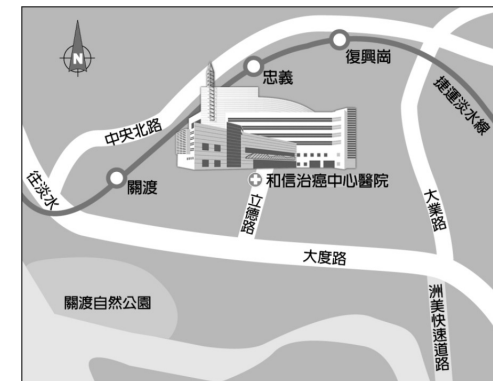 N
復興崗
忠義
捷運淡水線
中央北路
往淡水
關渡
和信治癌中心醫院
立德路
大業路
大度路
關渡自然公園
洲美快速道路